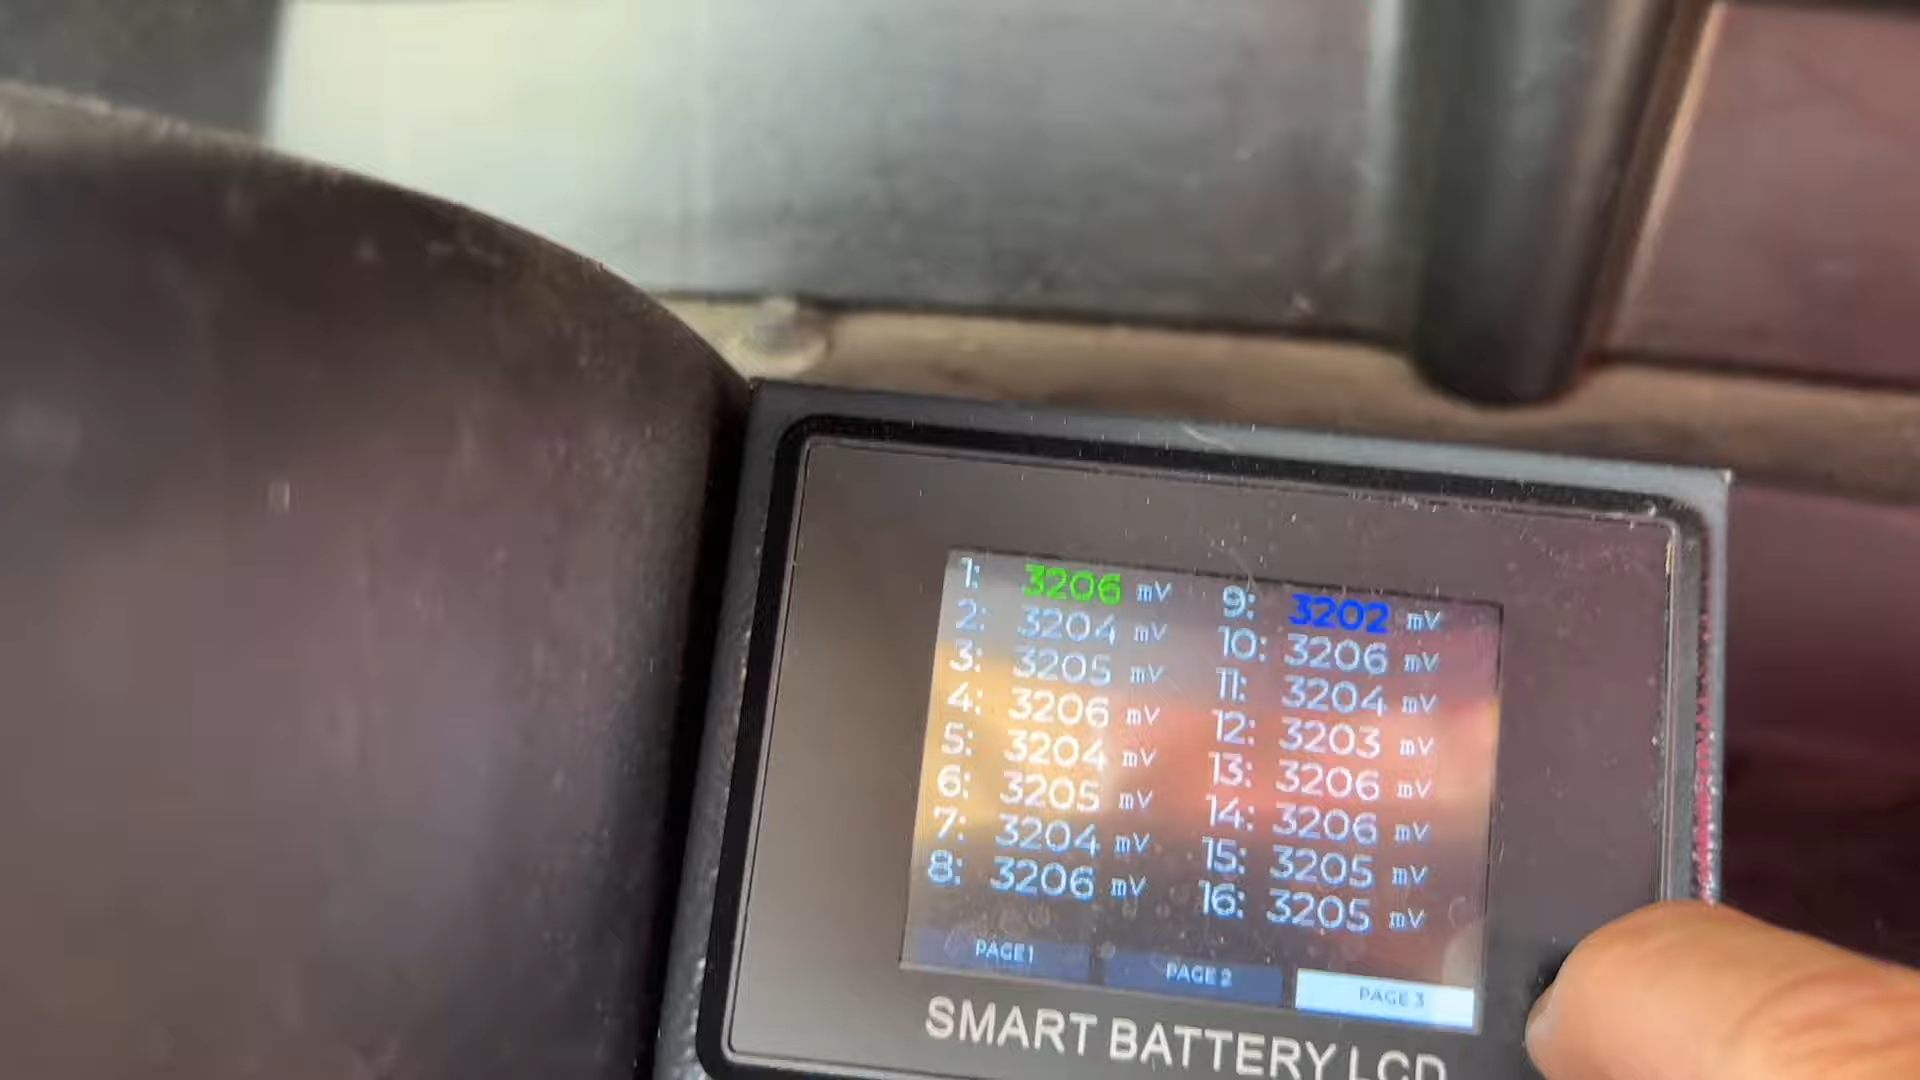 1: 3206 mV
2: 3204 mV
3: 3205 mV
4: 3206 mV
5: 3204 mV
6: 3205 mV
7: 3204 mV
8: 3206 mV
9: 3202 mV
10: 3206 mV
11: 3204 mV
12: 3203 mV
13: 3206 mV
14: 3206 mV
15: 3205 mV
16: 3205 mV
PAGE 1 PAGE 2 PAGE 3
SMART BATTERY LCD